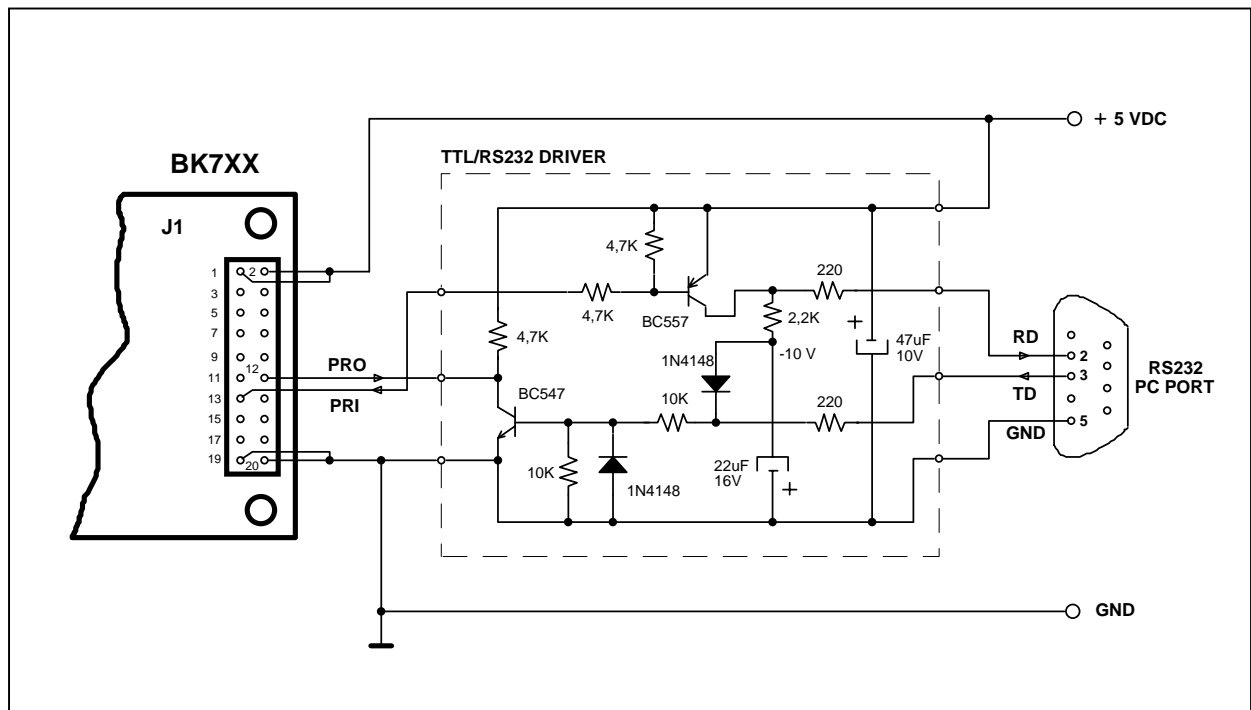 + 5 VDC
BK7XX
TTL/RS232 DRIVER
J1
4,7K
220
1
2
3
4,7K
BC557
2,2K
5
+
47uF
10V
7
4,7K
RD
1N4148
-10 V
2
9
12
PRO
RS232
PC PORT
11
3
TD
PRI
BC547
10K
220
13
GND
5
15
17
10K
22uF
16V
19
20
1N4148
+
GND